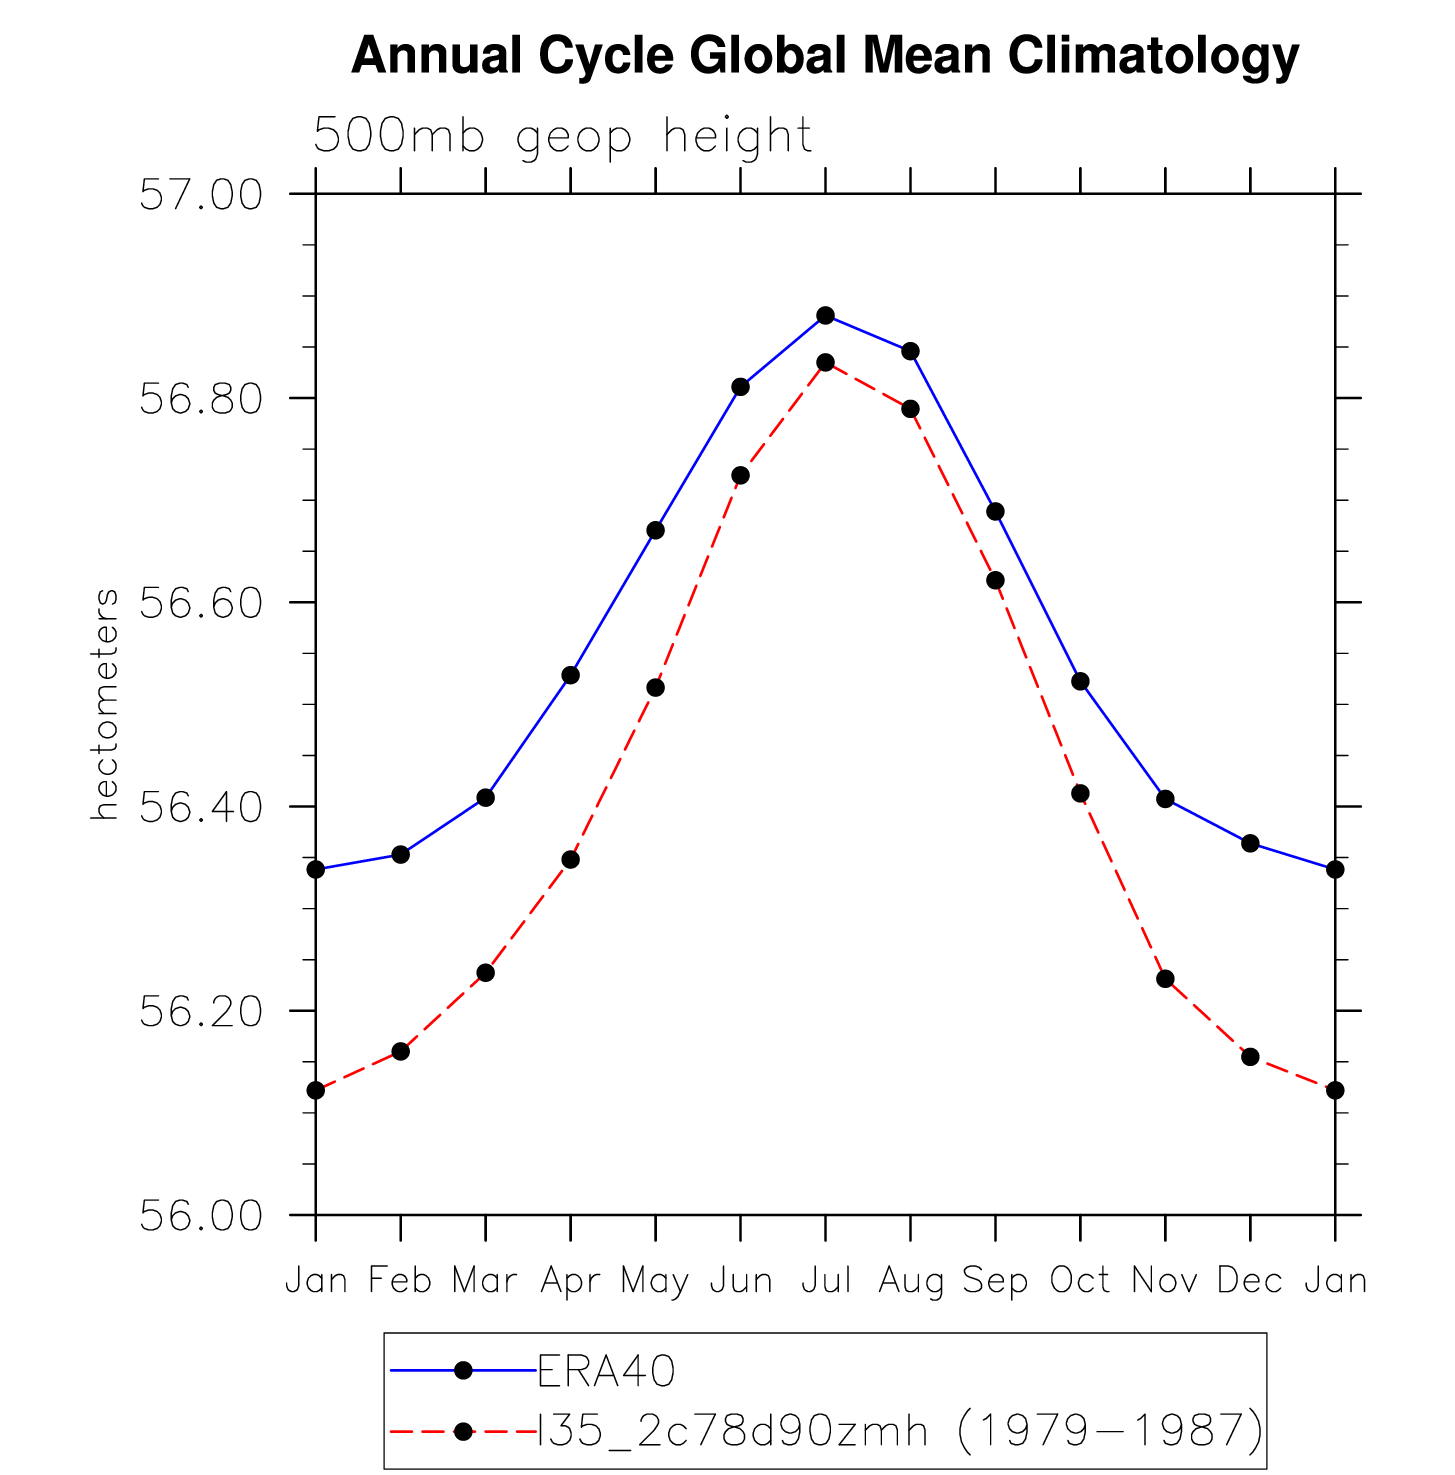 Annual Cycle Global Mean Climatology
500mb geop height
57.00
56.80
56.60
56.40
56.20
56.00
hectometers
Jan Feb Mar Apr May Jun Jul Aug Sep Oct Nov Dec Jan
ERA40
I35_2c78d90zmh (1979-1987)